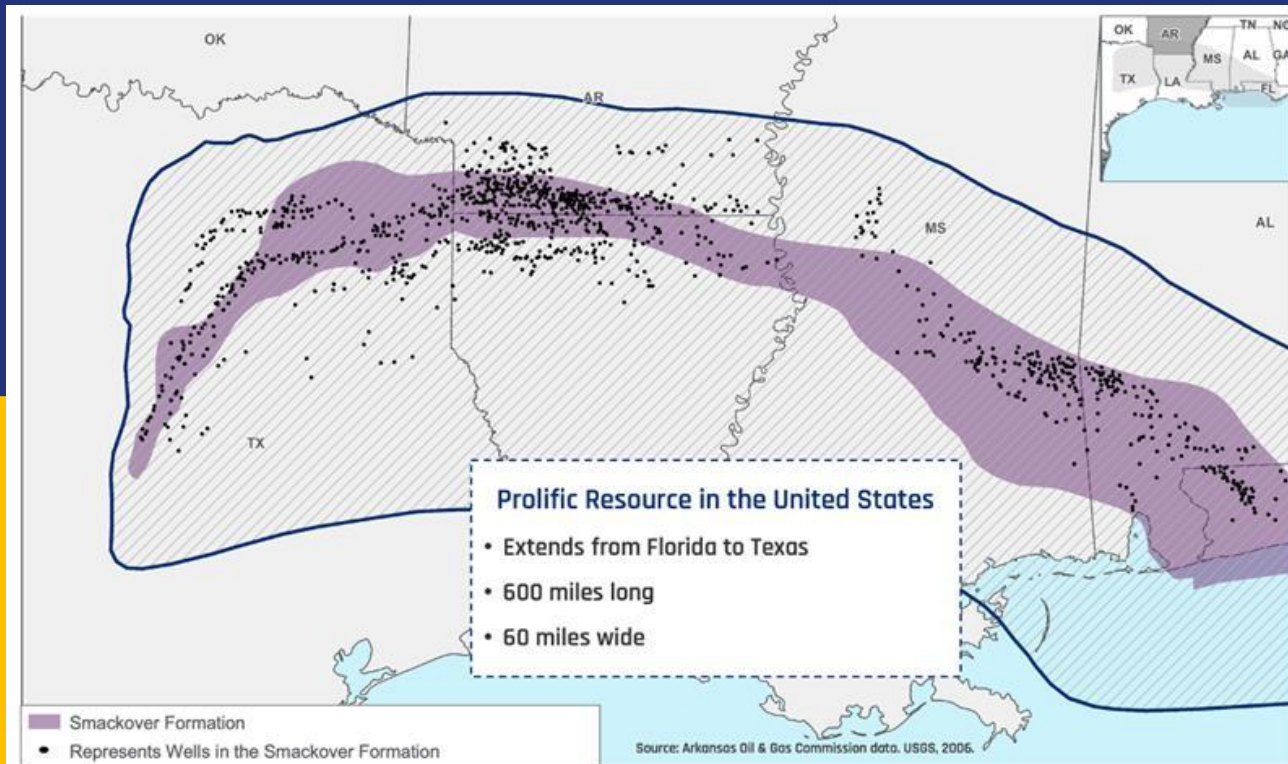 OK
AR
TX
MS
AL
OK
AR
TN
NC
TX
LA
MS
AL
GA
FL
Prolific Resource in the United States
• Extends from Florida to Texas
• 600 miles long
• 60 miles wide
Smackover Formation
Represents Wells in the Smackover Formation
Source: Arkansas Oil & Gas Commission data. USGS, 2006.